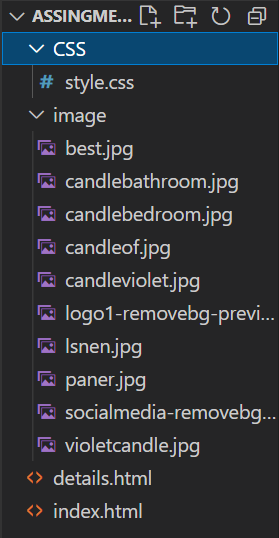 ASSINGME...
CSS
# style.css
image
best.jpg
candlebathroom.jpg
candlebedroom.jpg
candleof.jpg
candleviolet.jpg
logo1-removebg-previ...
lsnen.jpg
paner.jpg
socialmedia-removebg...
violetcandle.jpg
<> details.html
<> index.html